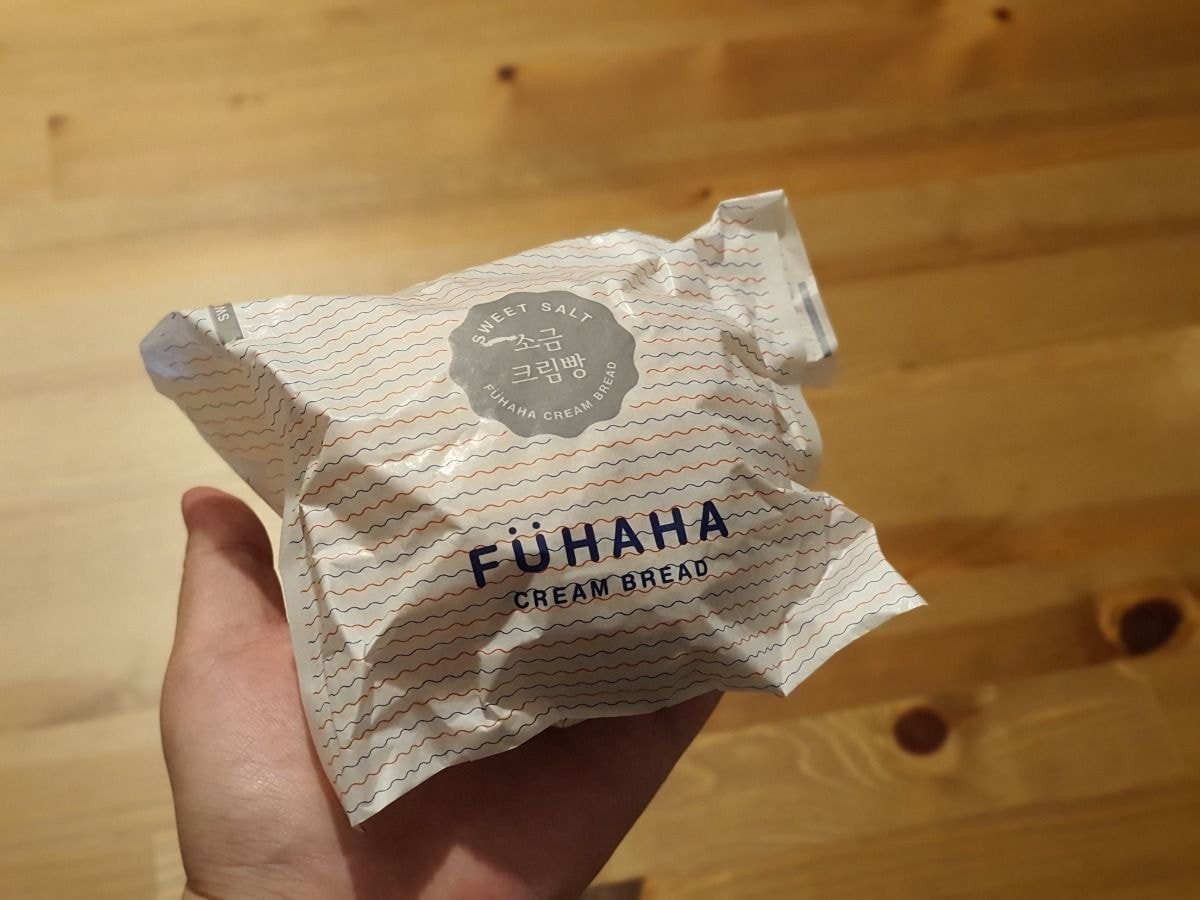 SWEET SALT
소금
크림빵
FÜHAHA CREAM BREAD
FÜHAHA
CREAM BREAD